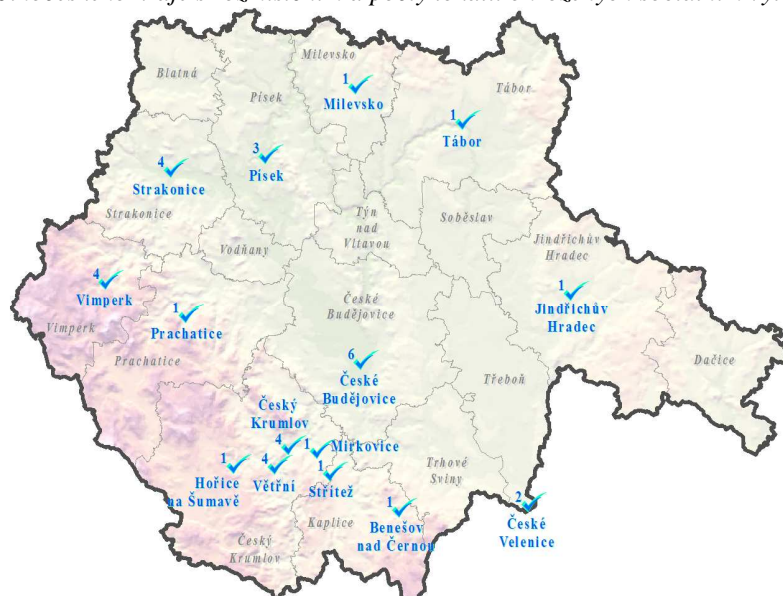 Milevsko
Blatná
Tábor
Písek
1
Milevsko
1
Tábor
3
Písek
4
Strakonice
Strakonice
Týn
nad
Vltavou
Soběslav
Vodňany
Jindřichův
Hradec
4
Vimperk
Vimperk
1
Prachatice
Prachatice
České
Budějovice
1
Jindřichův
Hradec
6
České
Budějovice
Dačice
Třeboň
Český
Krumlov
4
1
Mirkovice
1
Hořice
na Šumavě
4
Větřní
1
Střítež
Trhové
Sviny
Kaplice
1
Benešov
nad Černou
2
České
Velenice
Český
Krumlov